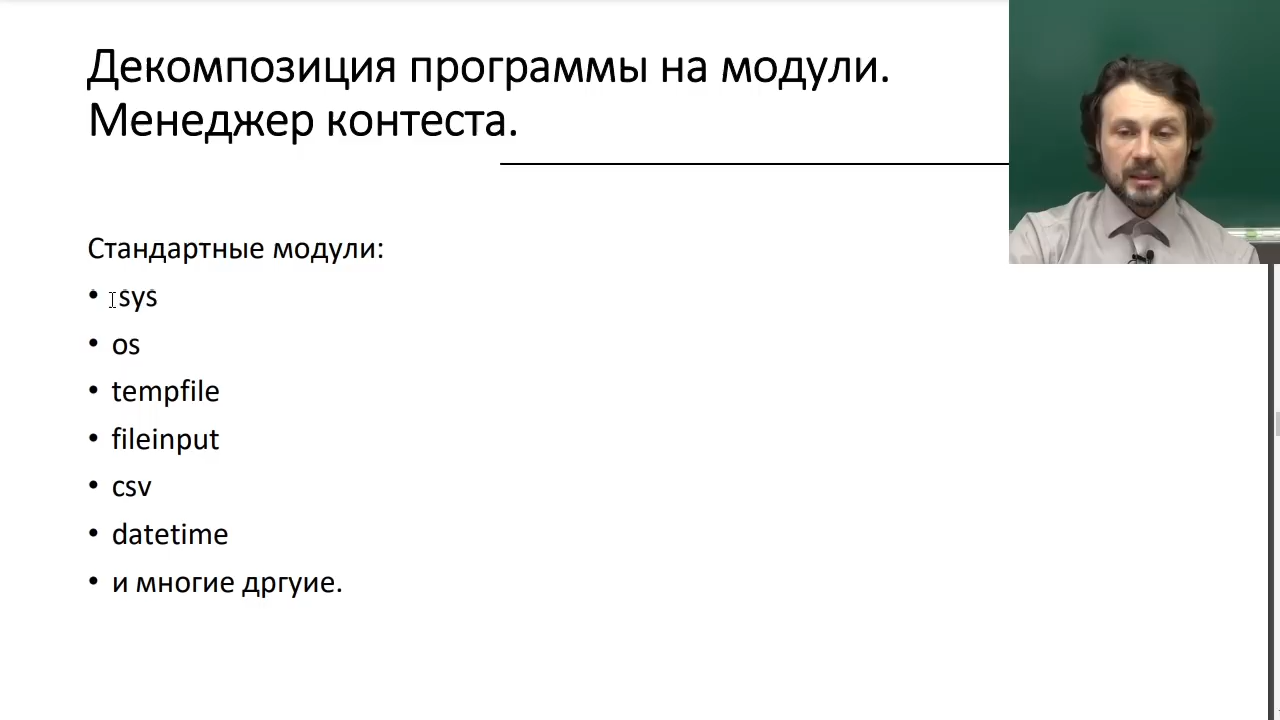 Декомпозиция программы на модули.
Менеджер контеста.
Стандартные модули:
• sys
• os
• tempfile
• fileinput
• csv
• datetime
• и многие дргуие.